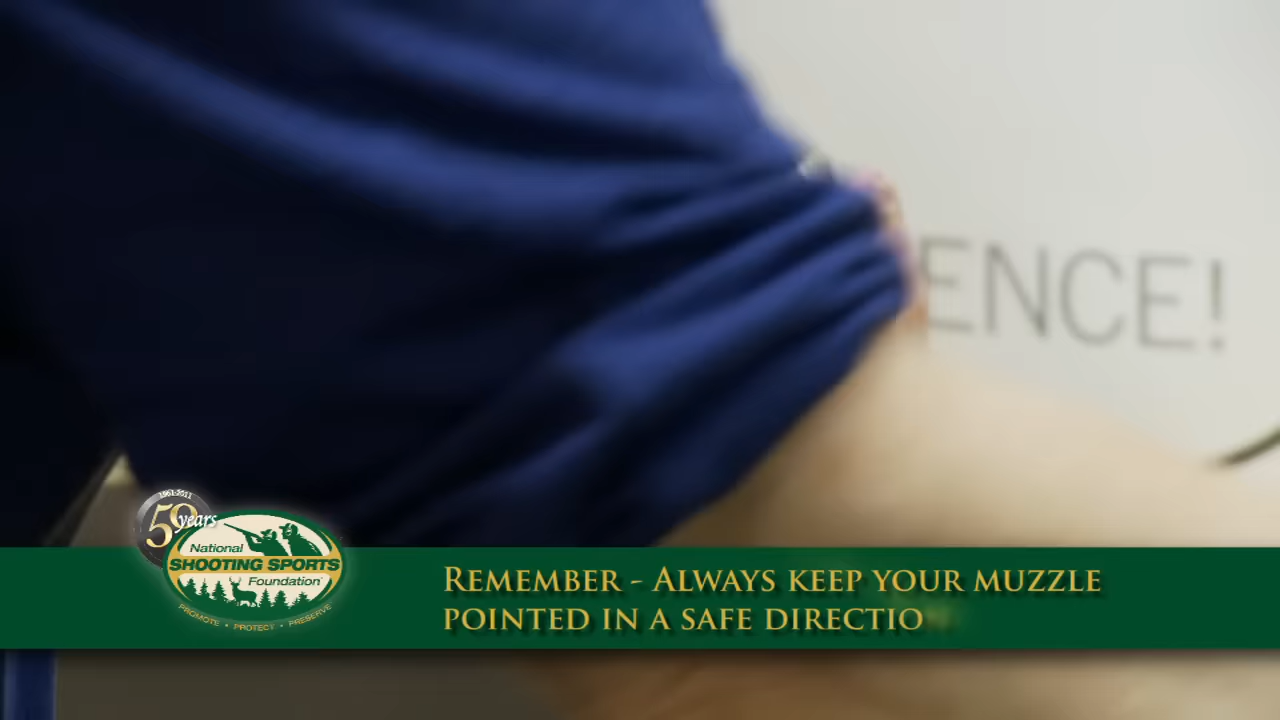 ENCE!
1961-2011
50 years
National
SHOOTING SPORTS
Foundation
PROMOTE • PROTECT • PRESERVE
REMEMBER - ALWAYS KEEP YOUR MUZZLE
POINTED IN A SAFE DIRECTIO